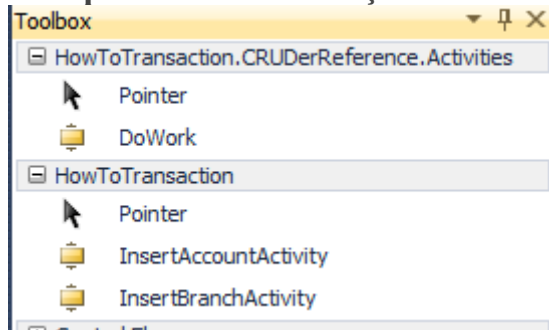 Toolbox
HowToTransaction.CRUDerReference.Activities
Pointer
DoWork
HowToTransaction
Pointer
InsertAccountActivity
InsertBranchActivity